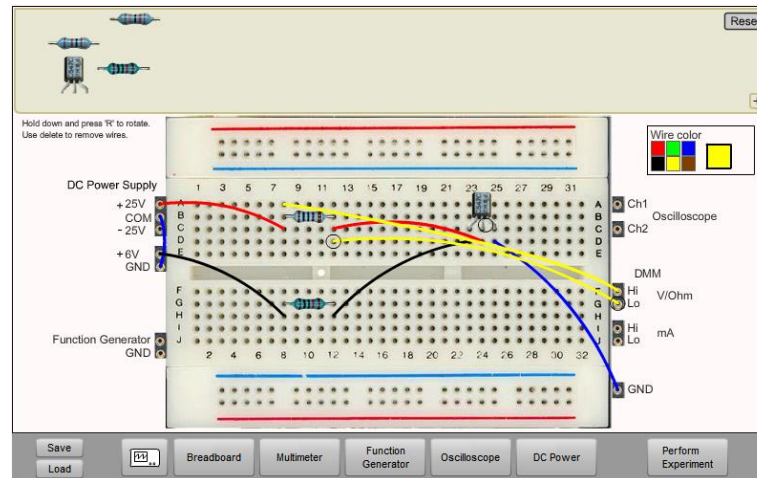 Rese
Hold down and press 'R' to rotate.
Use delete to remove wires.
Wire color
DC Power Supply
1 3 5 7 9 11 13 15 17 19 21 23 25 27 29 31
+25V
COM
-25V
+6V
GND
A
B
C
D
E
A
B
C
D
E
Ch1
Ch2
Oscilloscope
DMM
Hi
Lo
V/Ohm
Hi
Lo
mA
F
G
H
I
J
F
G
H
I
J
Function Generator
GND
2 4 6 8 10 12 14 16 18 20 22 24 26 28 30 32
GND
Save
Load
Breadboard
Multimeter
Function
Generator
Oscilloscope
DC Power
Perform
Experiment